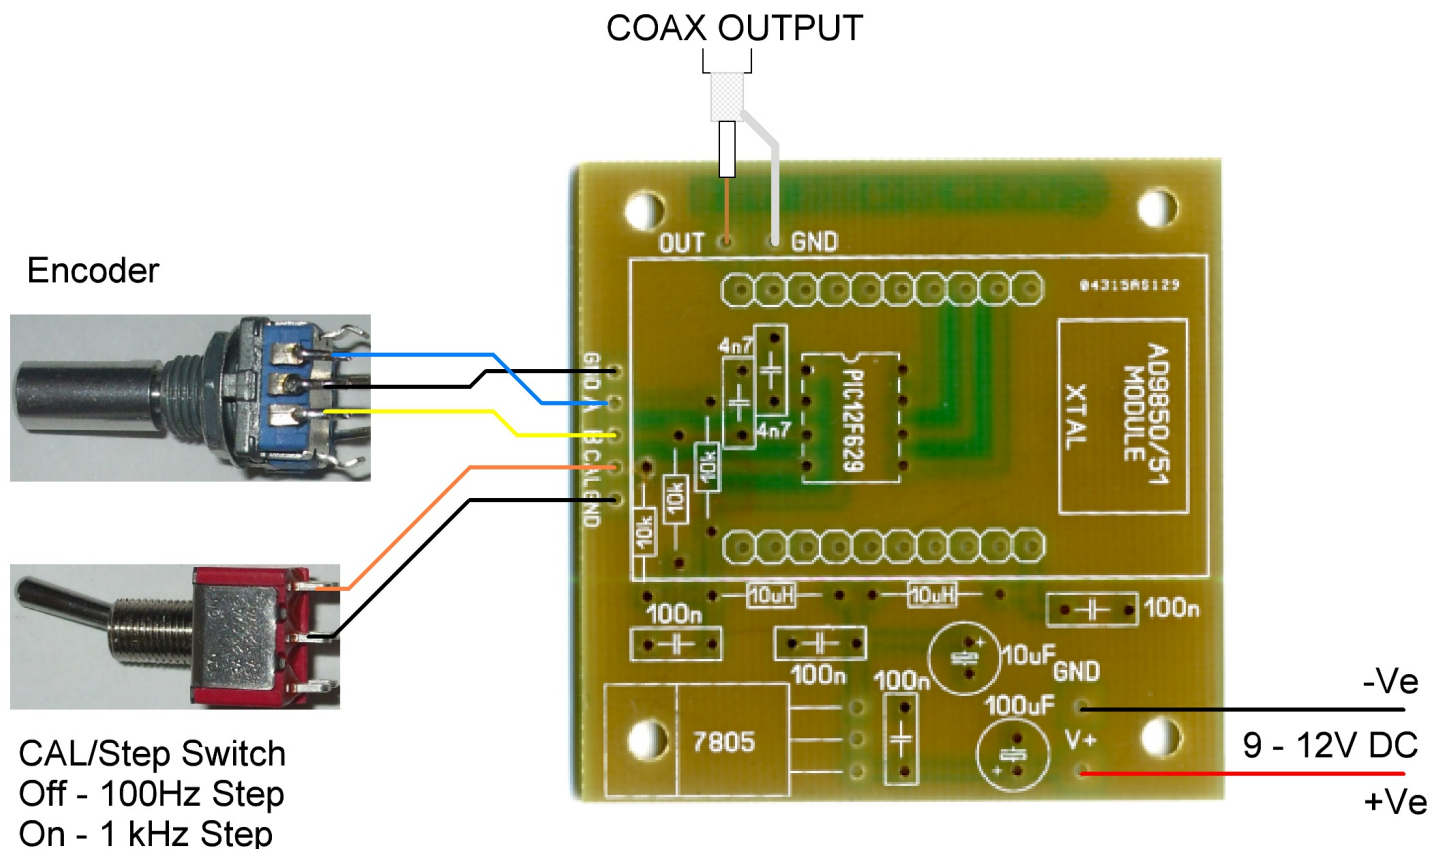 COAX OUTPUT
OUT
GND
Encoder
04315AS129
4n7
4n7
GND
A
B
CAL
GND
PIC12F629
AD9850/51
MODULE
XTAL
10k
10k
10k
10uH
10uH
100n
100n
100n
100n
10uF
GND
100uF
V+
7805
-Ve
9 - 12V DC
+Ve
CAL/Step Switch
Off - 100Hz Step
On - 1 kHz Step